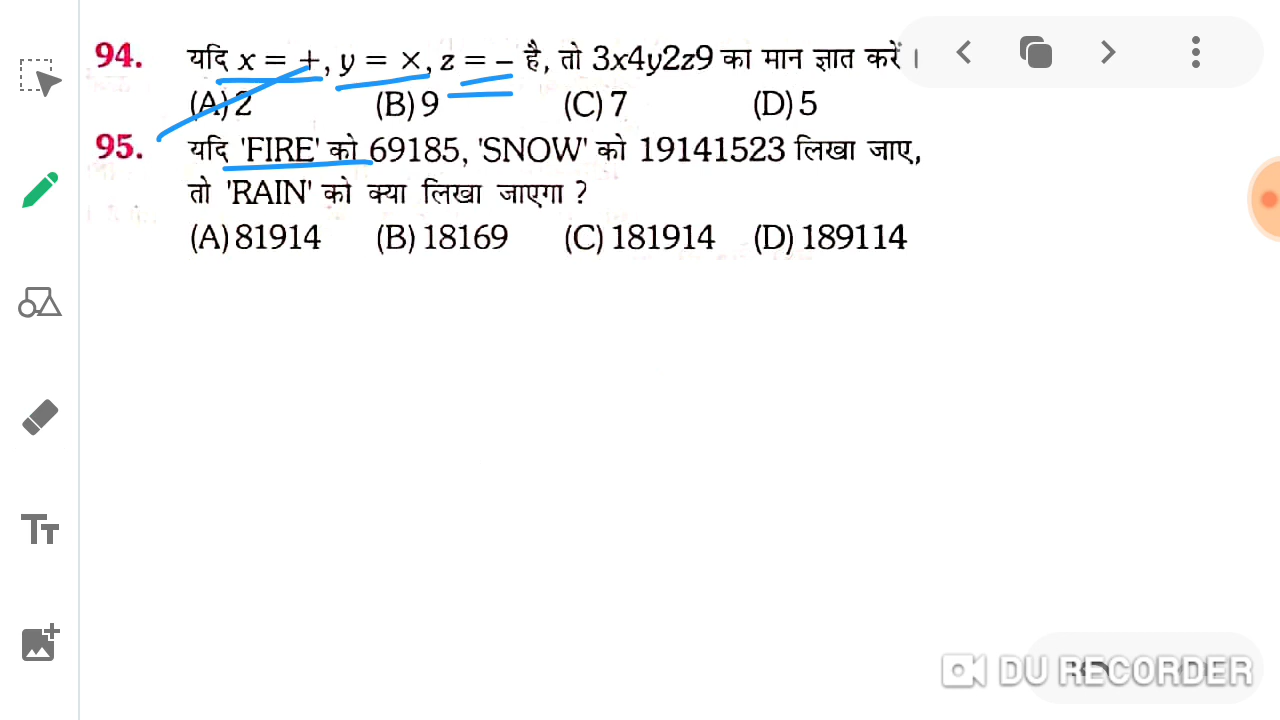 94. यदि x = +, y = ×, z = – है, तो 3x4y2z9 का मान ज्ञात करें ।
(A) 2 (B) 9 (C) 7 (D) 5
95. यदि 'FIRE' को 69185, 'SNOW' को 19141523 लिखा जाए,
तो 'RAIN' को क्या लिखा जाएगा ?
(A) 81914 (B) 18169 (C) 181914 (D) 189114
TT
DU RECORDER